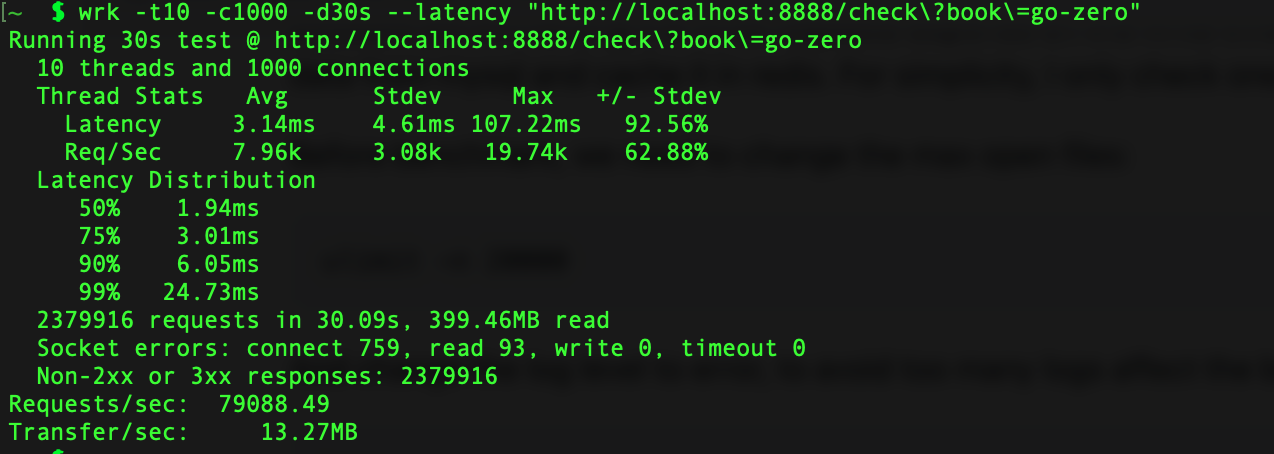 [~  $ wrk -t10 -c1000 -d30s --latency "http://localhost:8888/check\?book\=go-zero"
Running 30s test @ http://localhost:8888/check\?book\=go-zero
  10 threads and 1000 connections
  Thread Stats   Avg      Stdev     Max   +/- Stdev
    Latency     3.14ms    4.61ms 107.22ms   92.56%
    Req/Sec     7.96k     3.08k   19.74k    62.88%
  Latency Distribution
     50%    1.94ms
     75%    3.01ms
     90%    6.05ms
     99%   24.73ms
  2379916 requests in 30.09s, 399.46MB read
  Socket errors: connect 759, read 93, write 0, timeout 0
  Non-2xx or 3xx responses: 2379916
Requests/sec:  79088.49
Transfer/sec:     13.27MB